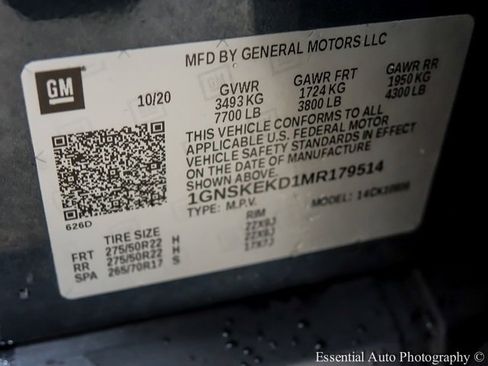 MFD BY GENERAL MOTORS LLC
GM
10/20
GVWR
3493 KG
7700 LB
GAWR FRT
1724 KG
3800 LB
GAWR RR
1950 KG
4300 LB
THIS VEHICLE CONFORMS TO ALL
APPLICABLE U.S. FEDERAL MOTOR
VEHICLE SAFETY STANDARDS IN EFFECT
ON THE DATE OF MANUFACTURE
SHOWN ABOVE.
1GNSKEKD1MR179514
TYPE: M.P.V.
MODEL:
626D
TIRE SIZE
RIM
FRT 275/50R22 H 22X9J
RR 275/50R22 H 22X9J
SPA 265/70R17 S 17X7J
Essential Auto Photography ©